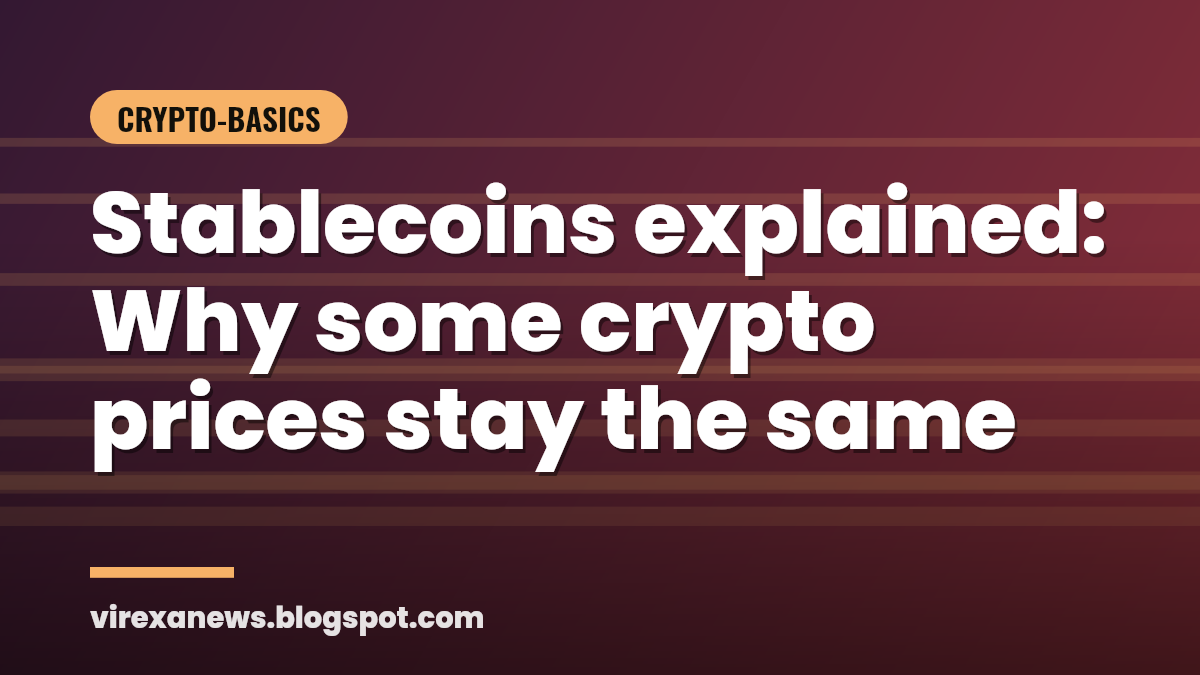 CRYPTO-BASICS
Stablecoins explained:
Why some crypto
prices stay the same
virexanews.blogspot.com